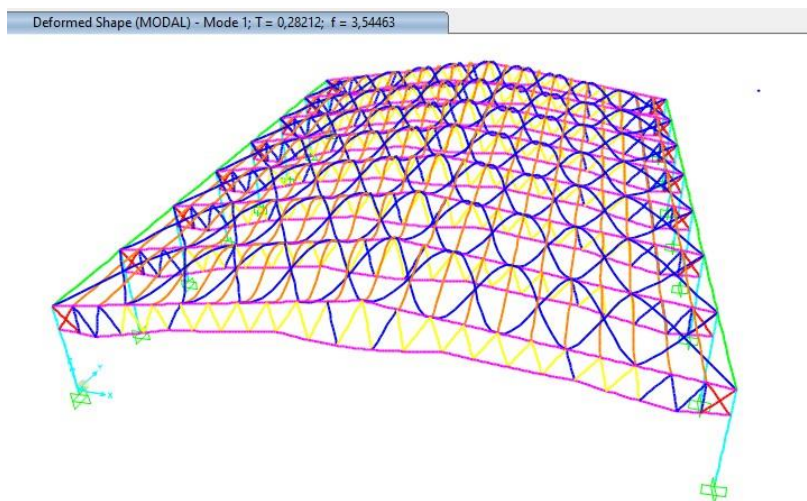 Deformed Shape (MODAL) - Mode 1; T = 0,28212; f = 3,54463
X